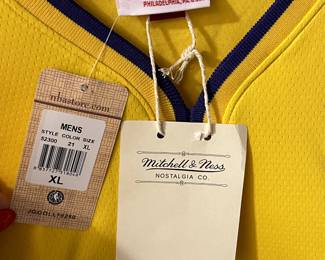 PHILADELPHIA, PA
nbastore.com
MENS
STYLE COLOR SIZE
52300 21 XL
XL
Mitchell & Ness
NOSTALGIA CO.